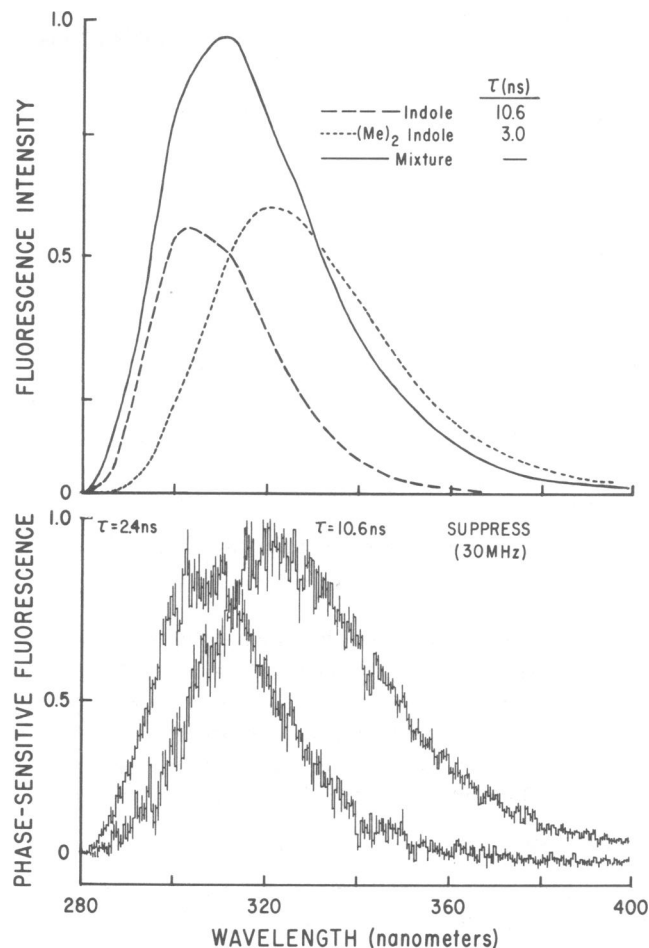 1.0
τ(ns)
Indole 10.6
(Me)₂ Indole 3.0
Mixture —
0.5
0
FLUORESCENCE INTENSITY
1.0
τ=2.4ns τ=10.6ns SUPPRESS
(30MHz)
0.5
0
PHASE-SENSITIVE FLUORESCENCE
280 320 360 400
WAVELENGTH (nanometers)